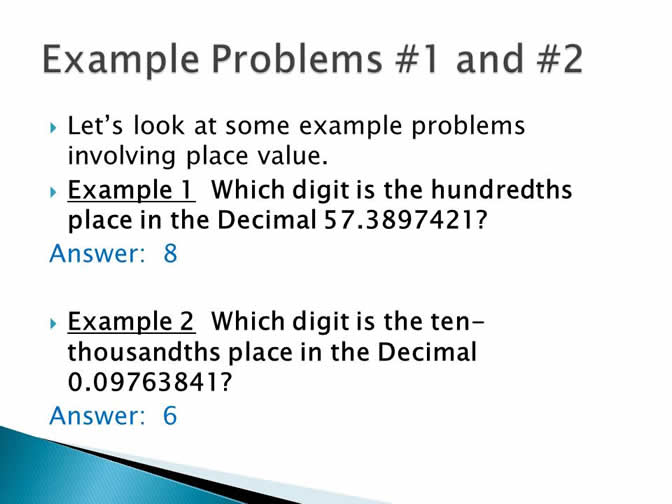 Example Problems #1 and #2
Let's look at some example problems
involving place value.
Example 1 Which digit is the hundredths
place in the Decimal 57.3897421?
Answer: 8
Example 2 Which digit is the ten-
thousandths place in the Decimal
0.09763841?
Answer: 6